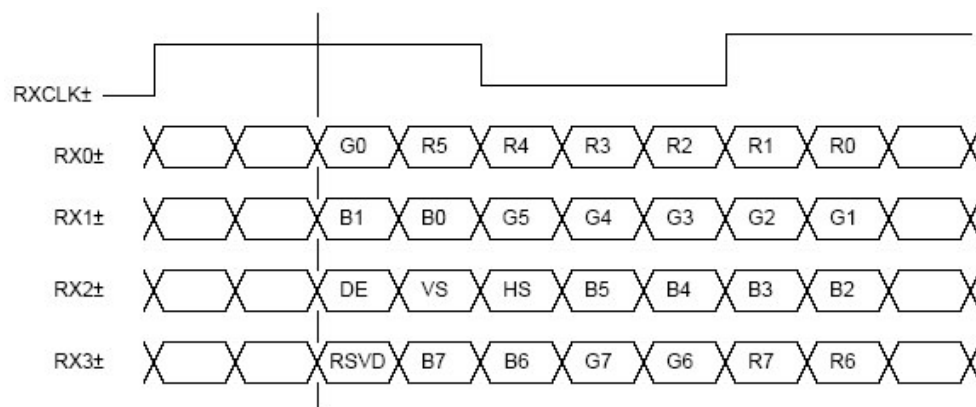 RXCLK±
RX0± G0 R5 R4 R3 R2 R1 R0
RX1± B1 B0 G5 G4 G3 G2 G1
RX2± DE VS HS B5 B4 B3 B2
RX3± RSVD B7 B6 G7 G6 R7 R6